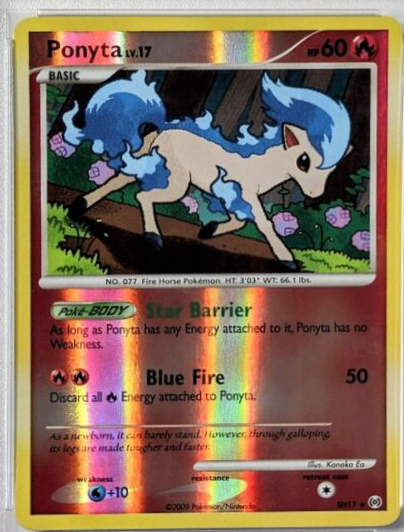 Ponyta LV.17 HP 60
BASIC
NO. 077 Fire Horse Pokémon HT: 3'03" WT: 66.1 lbs.
Poké-BODY Star Barrier
As long as Ponyta has any Energy attached to it, Ponyta has no
Weakness.
Blue Fire 50
Discard all Energy attached to Ponyta.
As a newborn, it can barely stand. However, through galloping,
its legs are made tougher and faster.
Illus. Kanako Eo
weakness resistance retreat cost
+10
©2009 Pokémon/Nintendo SH11